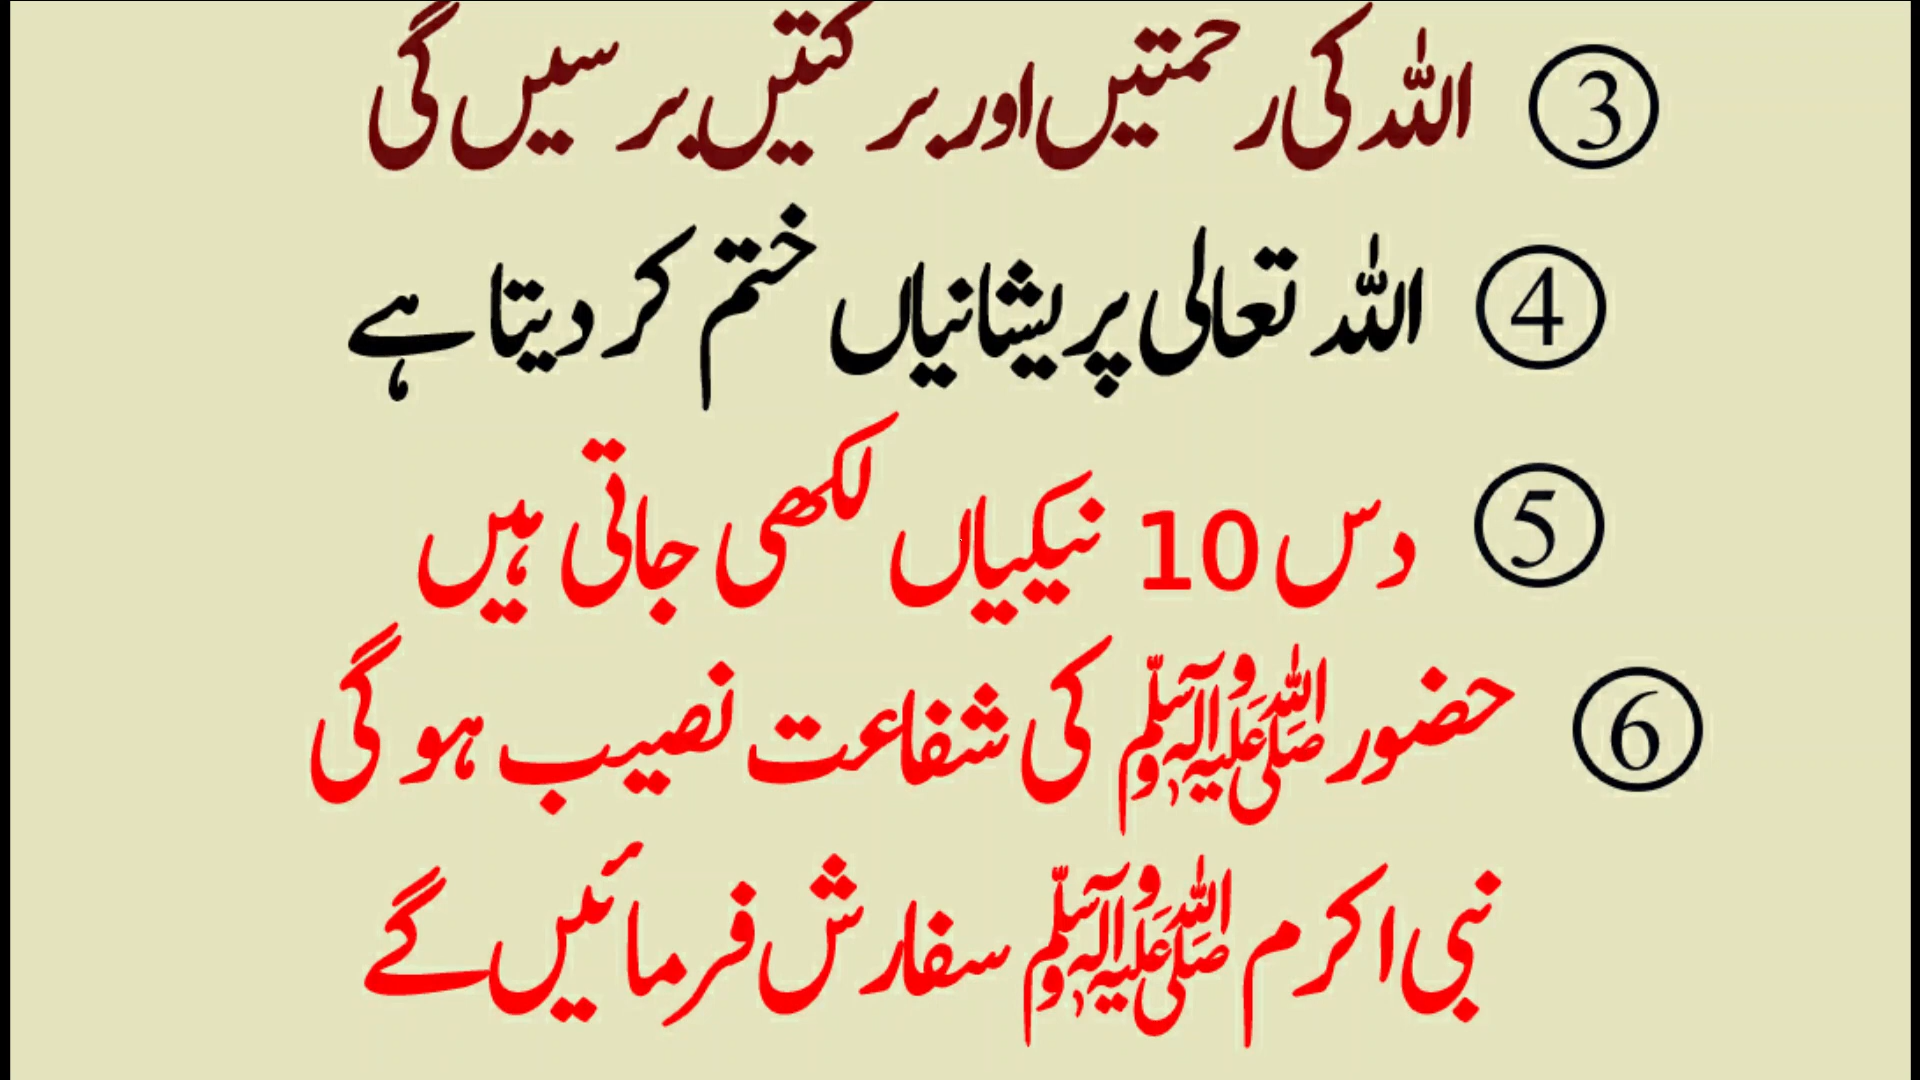 ③ اللہ کی رحمتیں اور برکتیں برسیں گی
④ اللہ تعالی پریشانیاں ختم کر دیتا ہے
⑤ دس 10 نیکیاں لکھی جاتی ہیں
⑥ حضور ﷺ کی شفاعت نصیب ہو گی
نبی اکرم ﷺ سفارش فرمائیں گے